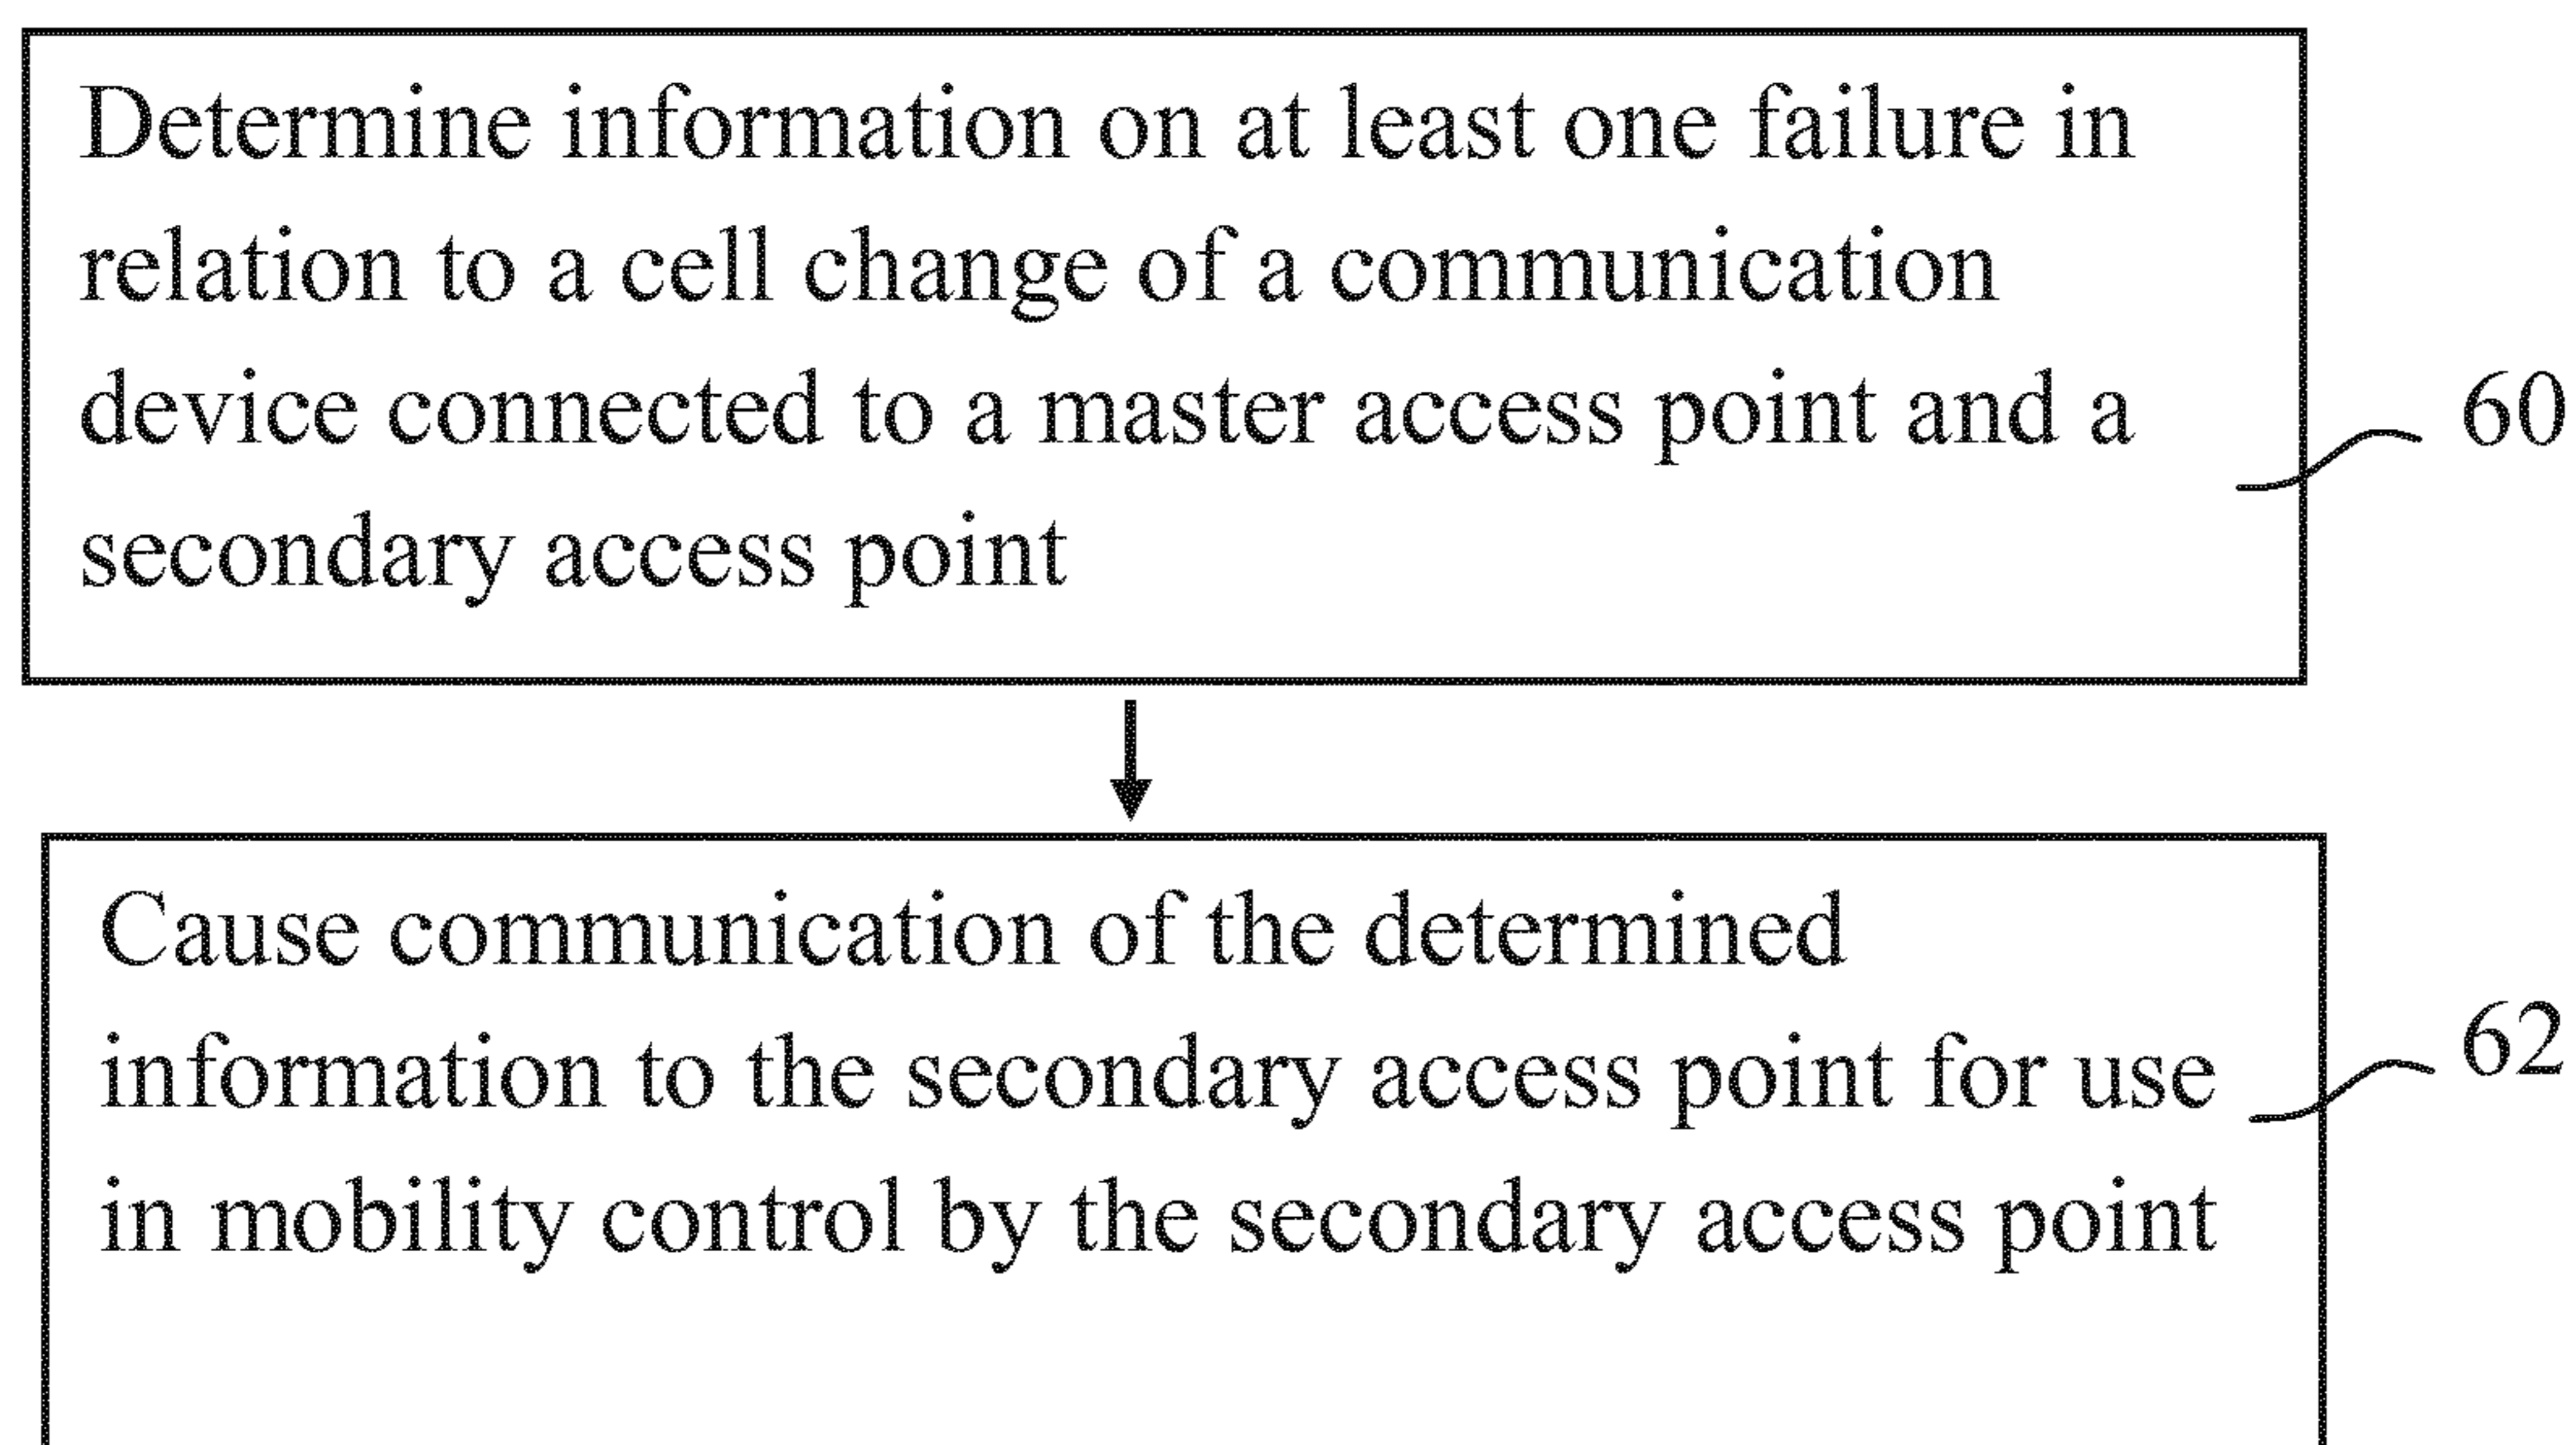 Determine information on at least one failure in
relation to a cell change of a communication
device connected to a master access point and a
secondary access point
60
Cause communication of the determined
information to the secondary access point for use
in mobility control by the secondary access point
62